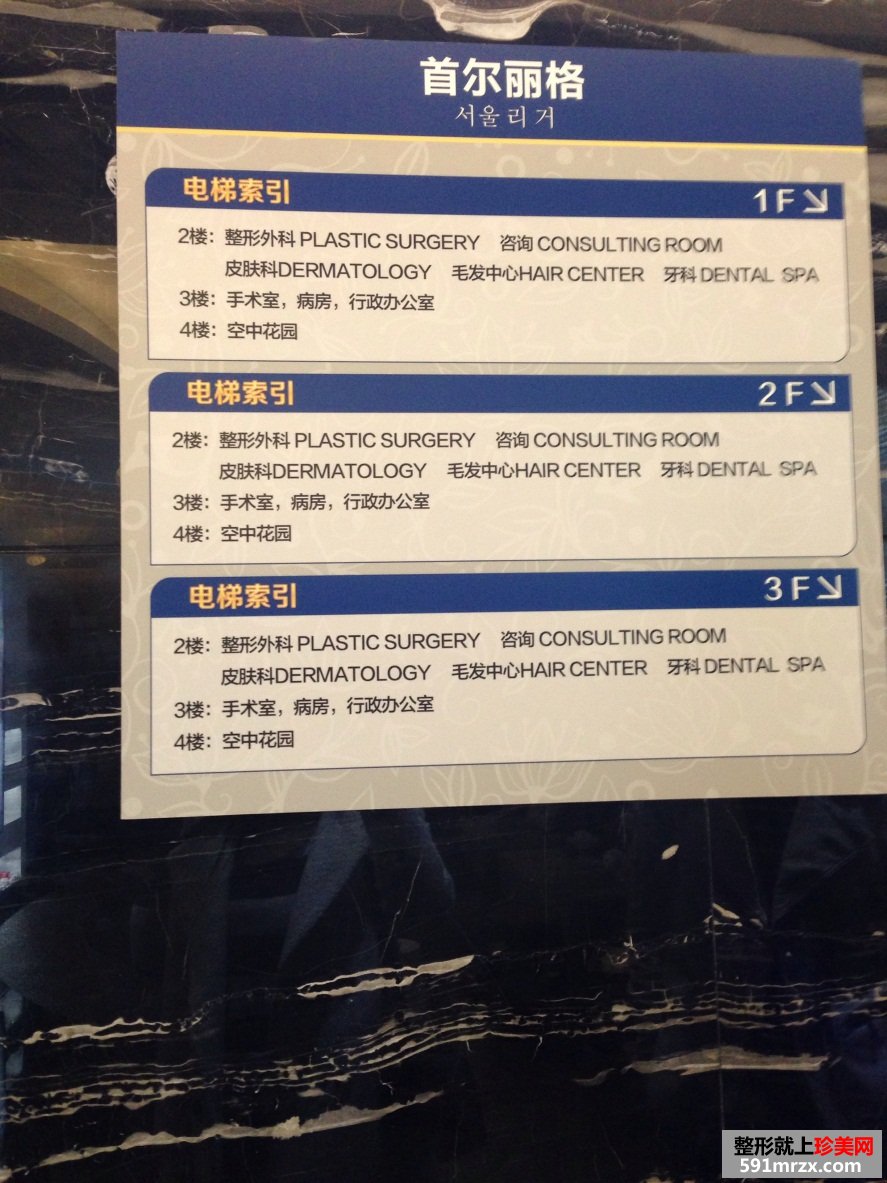 首尔丽格
서울리거
电梯索引 1F↘
2楼：整形外科 PLASTIC SURGERY 咨询 CONSULTING ROOM
皮肤科DERMATOLOGY 毛发中心HAIR CENTER 牙科 DENTAL SPA
3楼：手术室，病房，行政办公室
4楼：空中花园
电梯索引 2F↘
2楼：整形外科 PLASTIC SURGERY 咨询 CONSULTING ROOM
皮肤科DERMATOLOGY 毛发中心HAIR CENTER 牙科 DENTAL SPA
3楼：手术室，病房，行政办公室
4楼：空中花园
电梯索引 3F↘
2楼：整形外科 PLASTIC SURGERY 咨询 CONSULTING ROOM
皮肤科DERMATOLOGY 毛发中心HAIR CENTER 牙科 DENTAL SPA
3楼：手术室，病房，行政办公室
4楼：空中花园
整形就上珍美网
591mrzx.com